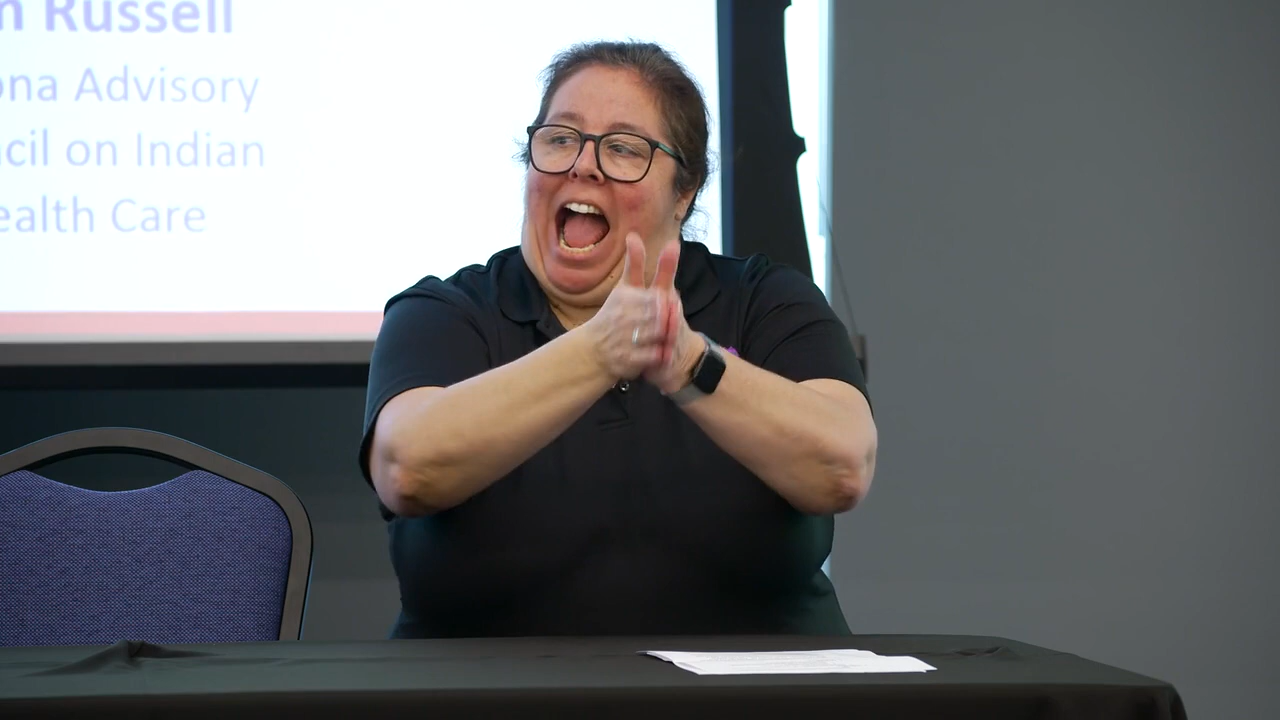 n Russell
ona Advisory
ncil on Indian
ealth Care